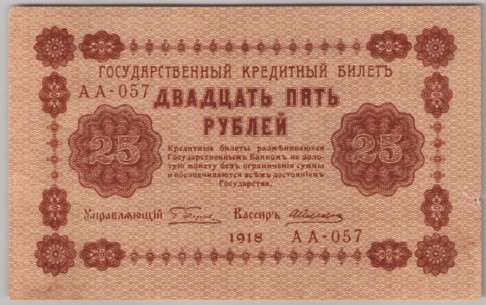 ГОСУДАРСТВЕННЫЙ КРЕДИТНЫЙ БИЛЕТЪ
АА-057
ДВАДЦАТЬ ПЯТЬ
РУБЛЕЙ
25
25
Кредитные билеты размѣниваются
Государственнымъ Банкомъ на золо-
тую монету безъ ограниченія суммы
и обезпечиваются всѣмъ достояніемъ
Государства.
Управляющій
Кассиръ
1918 АА-057